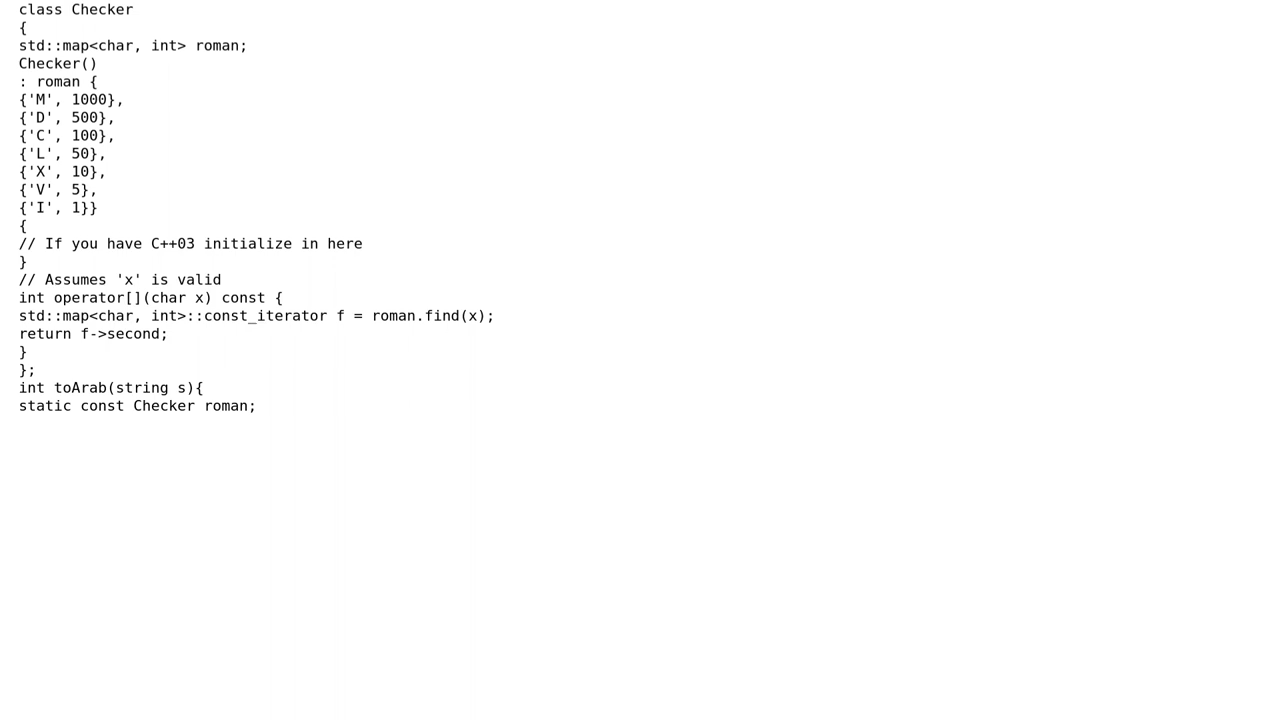 class Checker
{
std::map<char, int> roman;
Checker()
: roman {
{'M', 1000},
{'D', 500},
{'C', 100},
{'L', 50},
{'X', 10},
{'V', 5},
{'I', 1}}
{
// If you have C++03 initialize in here
}
// Assumes 'x' is valid
int operator[](char x) const {
std::map<char, int>::const_iterator f = roman.find(x);
return f->second;
}
};
int toArab(string s){
static const Checker roman;